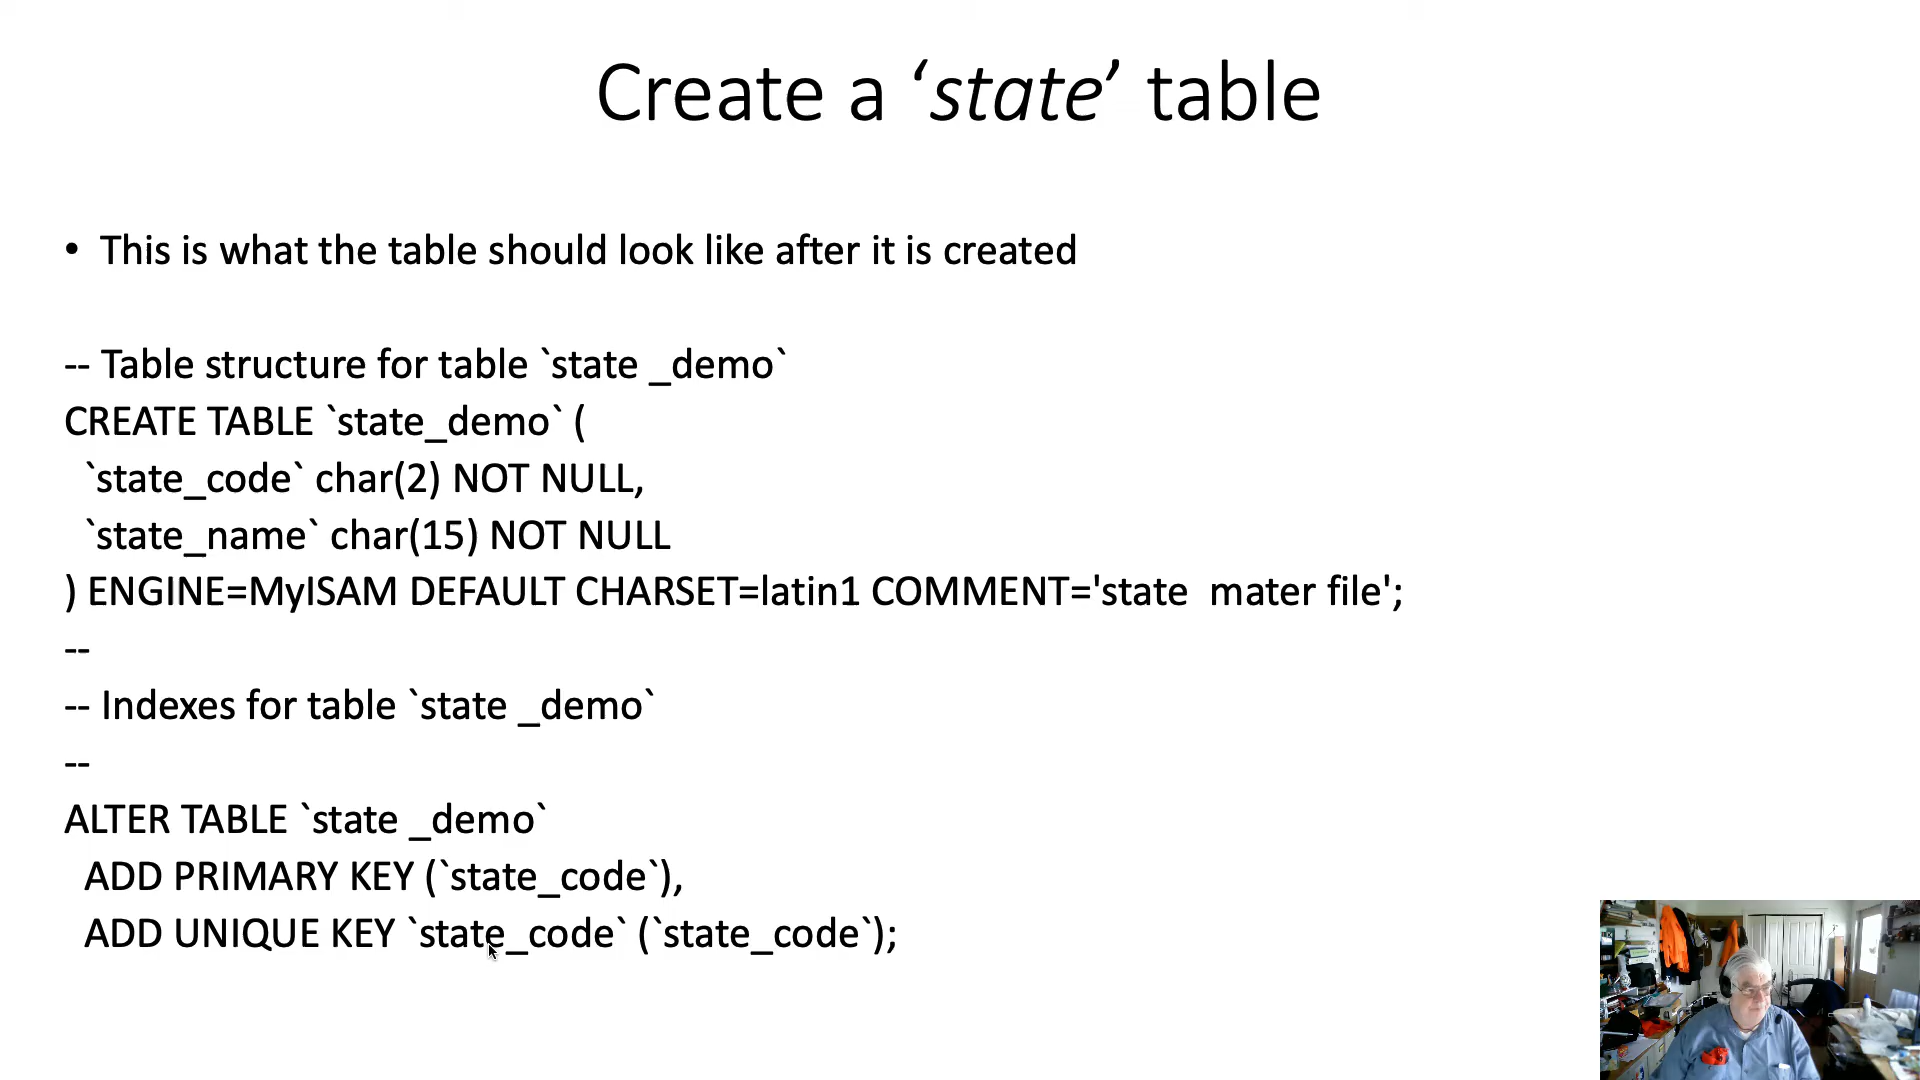 Create a ‘state’ table
• This is what the table should look like after it is created
-- Table structure for table `state _demo`
CREATE TABLE `state_demo` (
`state_code` char(2) NOT NULL,
`state_name` char(15) NOT NULL
) ENGINE=MyISAM DEFAULT CHARSET=latin1 COMMENT='state  mater file';
--
-- Indexes for table `state _demo`
--
ALTER TABLE `state _demo`
ADD PRIMARY KEY (`state_code`),
ADD UNIQUE KEY `state_code` (`state_code`);